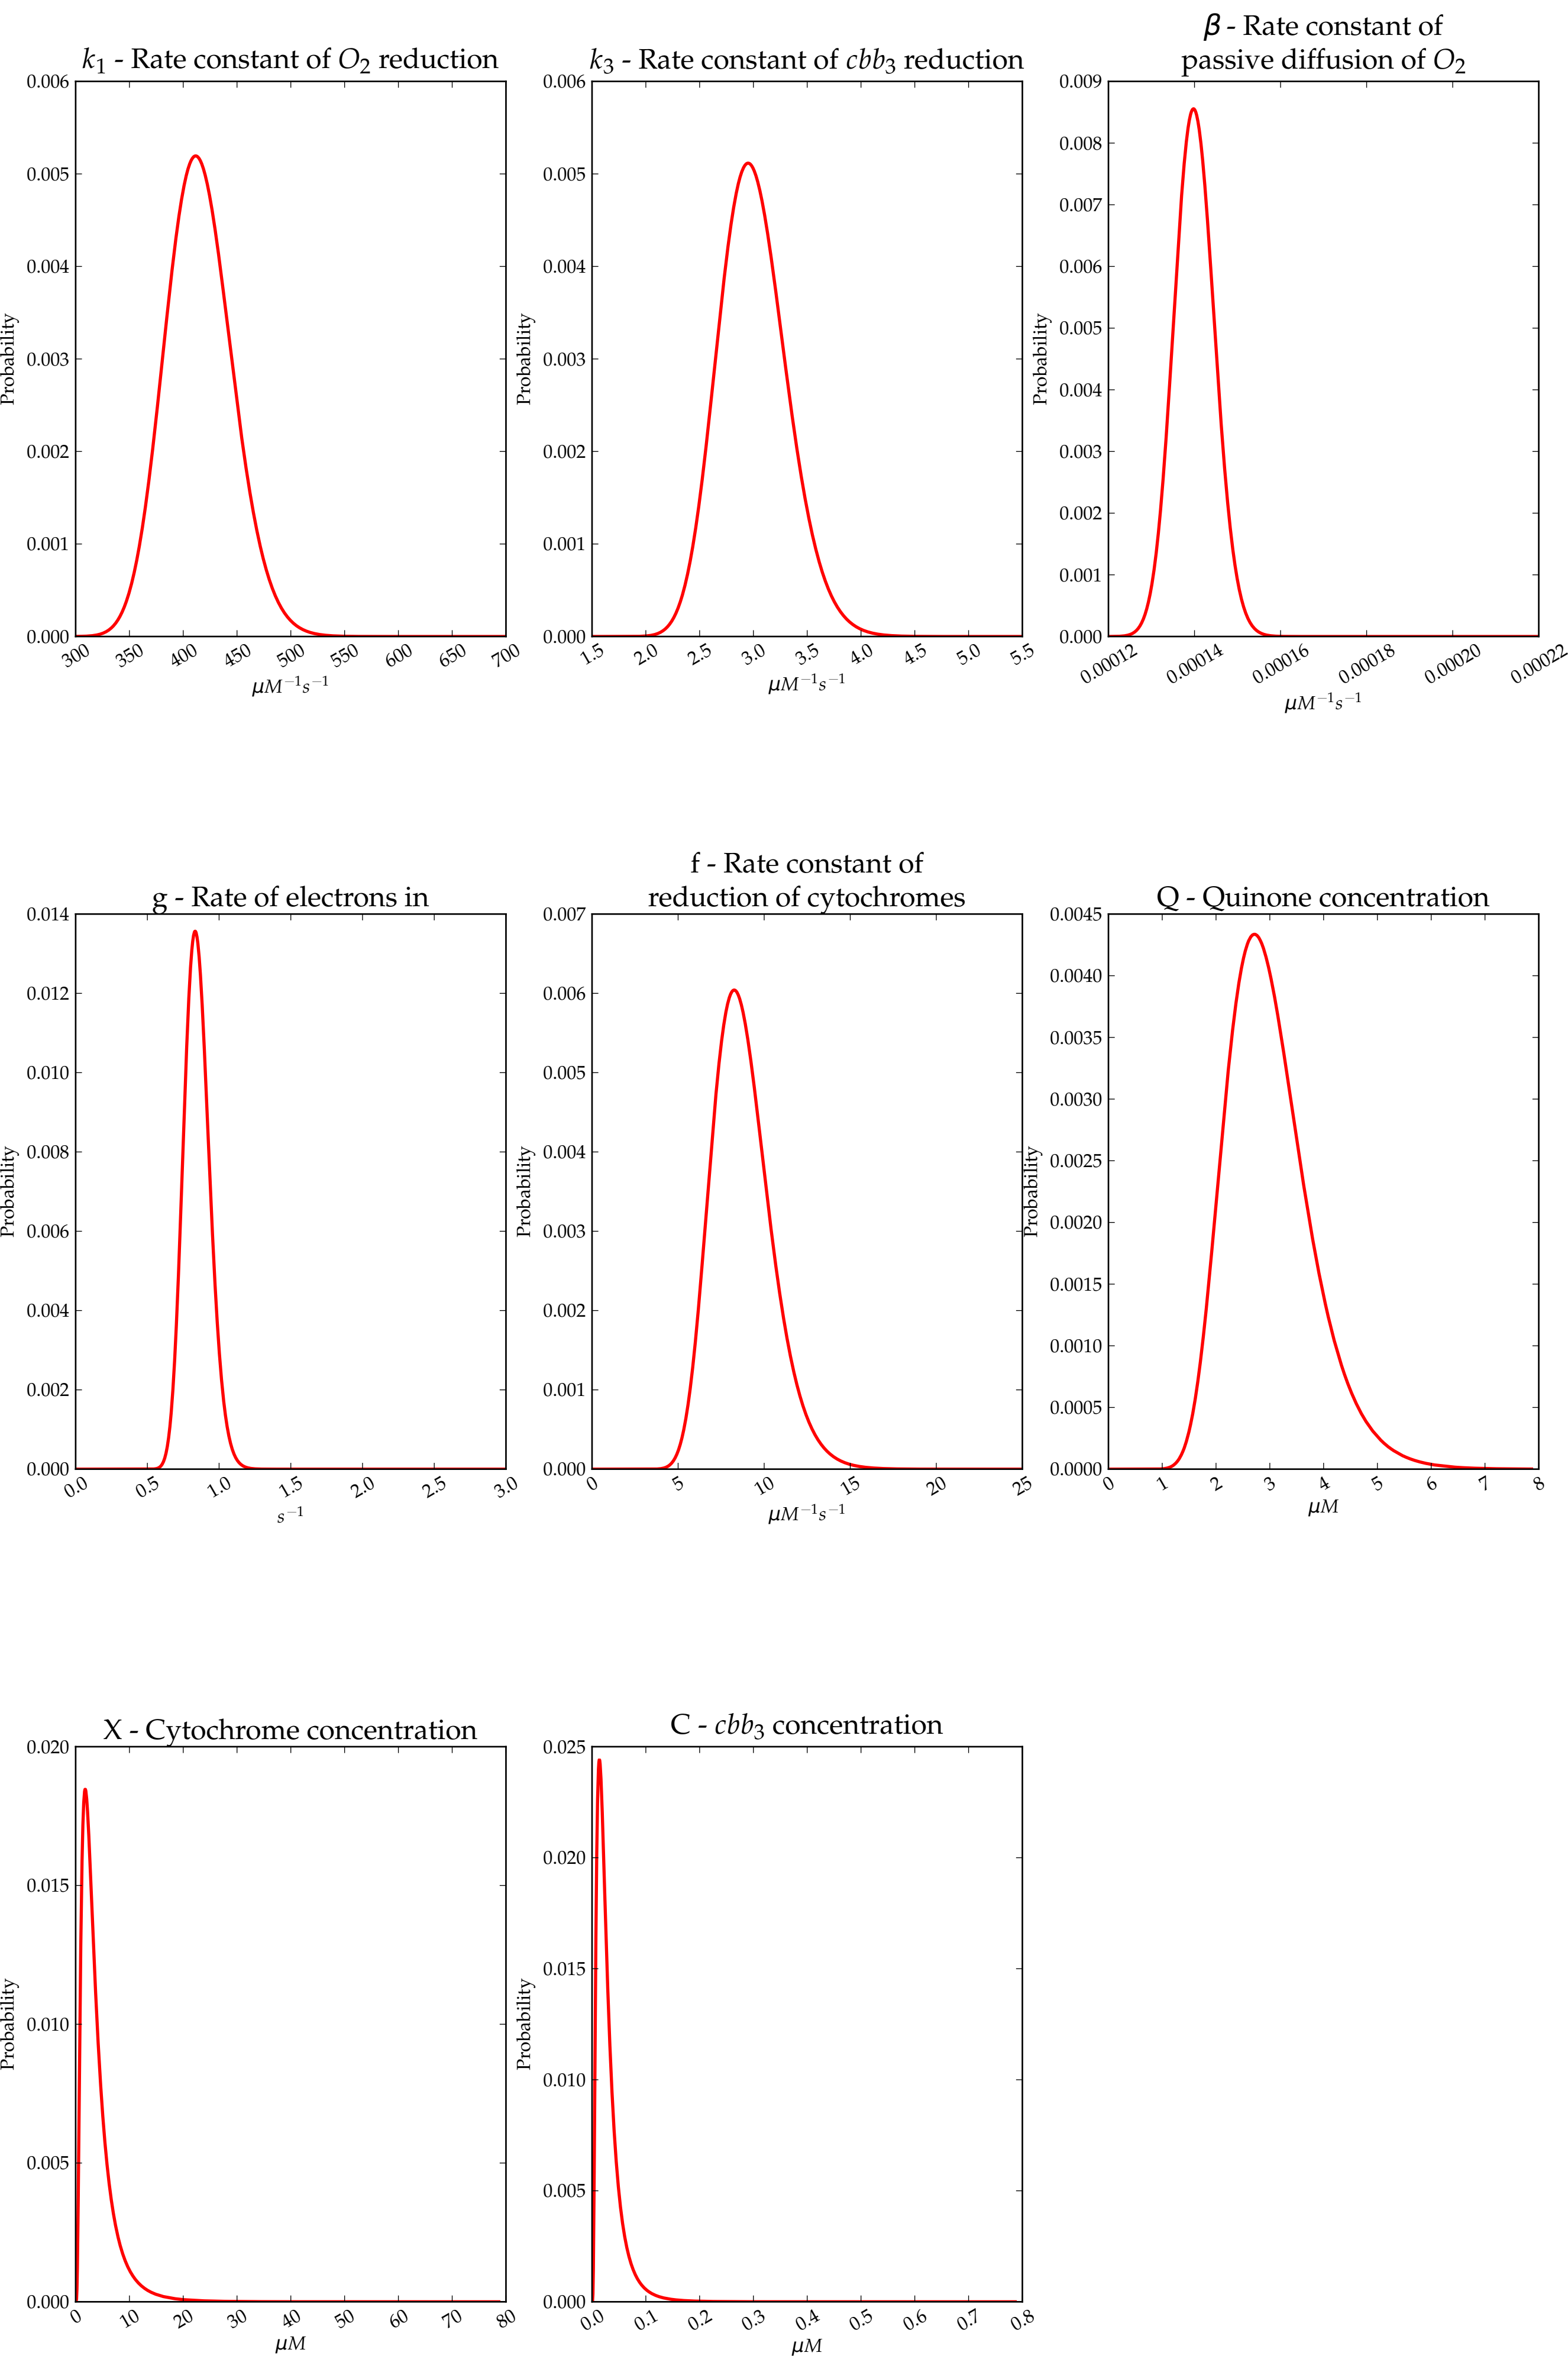 k₁ - Rate constant of O₂ reduction
0.006
0.005
0.004
0.003
0.002
0.001
0.000
Probability
300 350 400 450 500 550 600 650 700
μM⁻¹s⁻¹
k₃ - Rate constant of cbb₃ reduction
0.006
0.005
0.004
0.003
0.002
0.001
0.000
Probability
1.5 2.0 2.5 3.0 3.5 4.0 4.5 5.0 5.5
μM⁻¹s⁻¹
β - Rate constant of
passive diffusion of O₂
0.009
0.008
0.007
0.006
0.005
0.004
0.003
0.002
0.001
0.000
Probability
0.00012 0.00014 0.00016 0.00018 0.00020 0.00022
μM⁻¹s⁻¹
g - Rate of electrons in
0.014
0.012
0.010
0.008
0.006
0.004
0.002
0.000
Probability
0.0 0.5 1.0 1.5 2.0 2.5 3.0
s⁻¹
f - Rate constant of
reduction of cytochromes
0.007
0.006
0.005
0.004
0.003
0.002
0.001
0.000
Probability
0 5 10 15 20 25
μM⁻¹s⁻¹
Q - Quinone concentration
0.0045
0.0040
0.0035
0.0030
0.0025
0.0020
0.0015
0.0010
0.0005
0.0000
Probability
0 1 2 3 4 5 6 7 8
μM
X - Cytochrome concentration
0.020
0.015
0.010
0.005
0.000
Probability
0 10 20 30 40 50 60 70 80
μM
C - cbb₃ concentration
0.025
0.020
0.015
0.010
0.005
0.000
Probability
0.0 0.1 0.2 0.3 0.4 0.5 0.6 0.7 0.8
μM